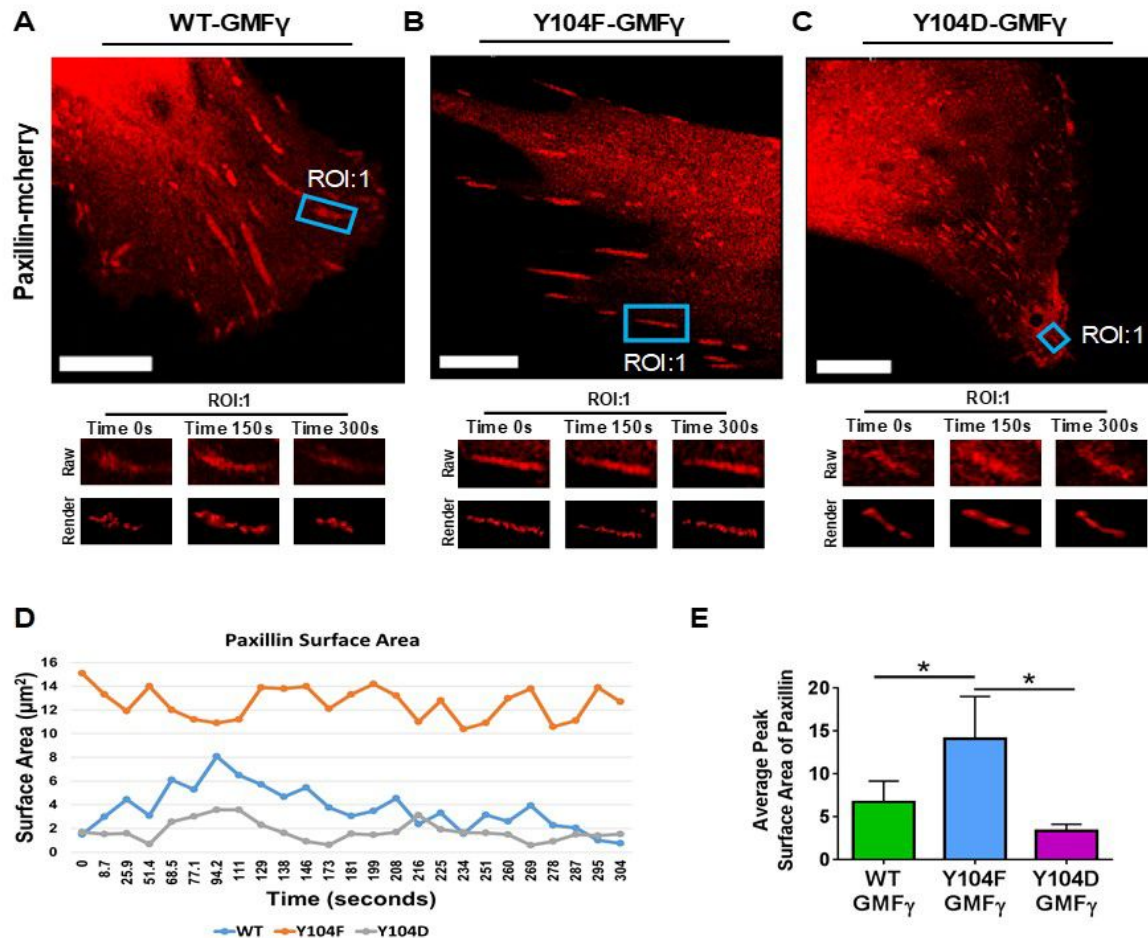 A
WT-GMFγ
B
Y104F-GMFγ
C
Y104D-GMFγ
Paxillin-mcherry
ROI:1
ROI:1
ROI:1
ROI:1
Time 0s Time 150s Time 300s
Raw
Render
ROI:1
Time 0s Time 150s Time 300s
Raw
Render
ROI:1
Time 0s Time 150s Time 300s
Raw
Render
D
Paxillin Surface Area
Surface Area (µm²)
16
14
12
10
8
6
4
2
0
0 8.7 25.9 51.4 68.5 77.1 94.2 111 129 138 146 173 181 199 208 216 225 234 251 260 269 278 287 295 304
Time (seconds)
WT Y104F Y104D
E
Average Peak
Surface Area of Paxillin
20
15
10
5
0
* *
WT
GMFγ
Y104F
GMFγ
Y104D
GMFγ